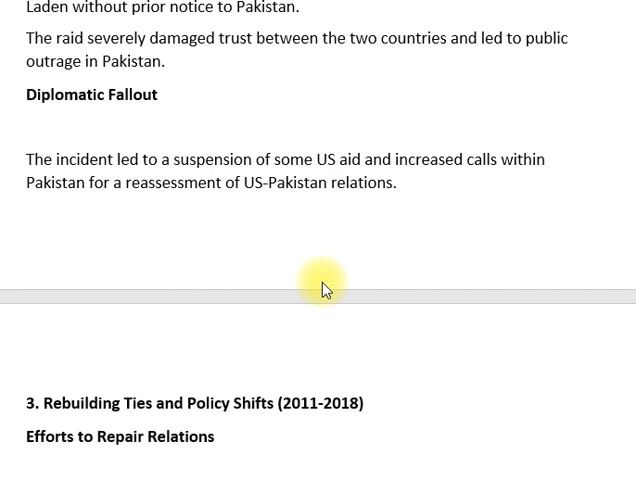 Laden without prior notice to Pakistan.
The raid severely damaged trust between the two countries and led to public
outrage in Pakistan.
Diplomatic Fallout
The incident led to a suspension of some US aid and increased calls within
Pakistan for a reassessment of US-Pakistan relations.
3. Rebuilding Ties and Policy Shifts (2011-2018)
Efforts to Repair Relations